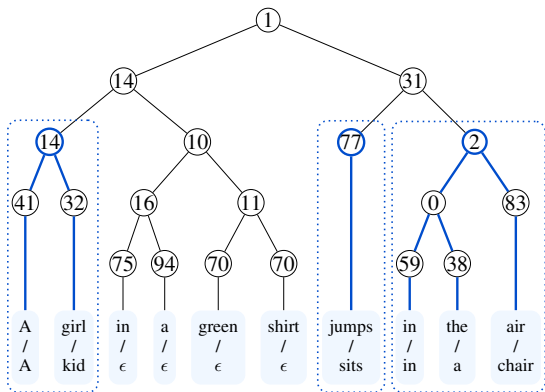 1
14 31
14 10 77 2
41 32 16 11 0 83
75 94 70 70 59 38
A girl in a green shirt jumps in the air
/ / / / / / / / / /
A kid ϵ ϵ ϵ ϵ sits in a chair